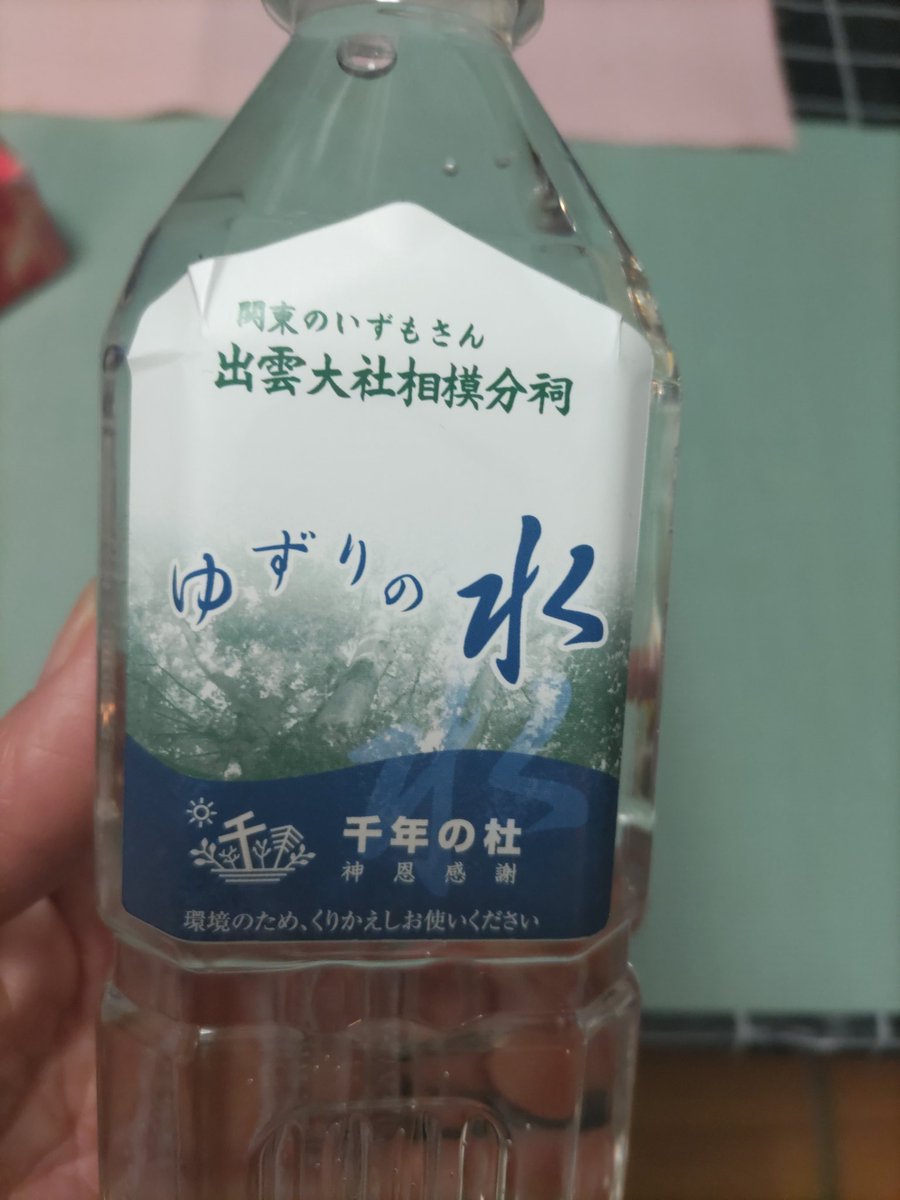 関東のいずもさん
出雲大社相模分祠
ゆずりの水
水
千
千年の杜
神恩感謝
環境のため、くりかえしお使いください